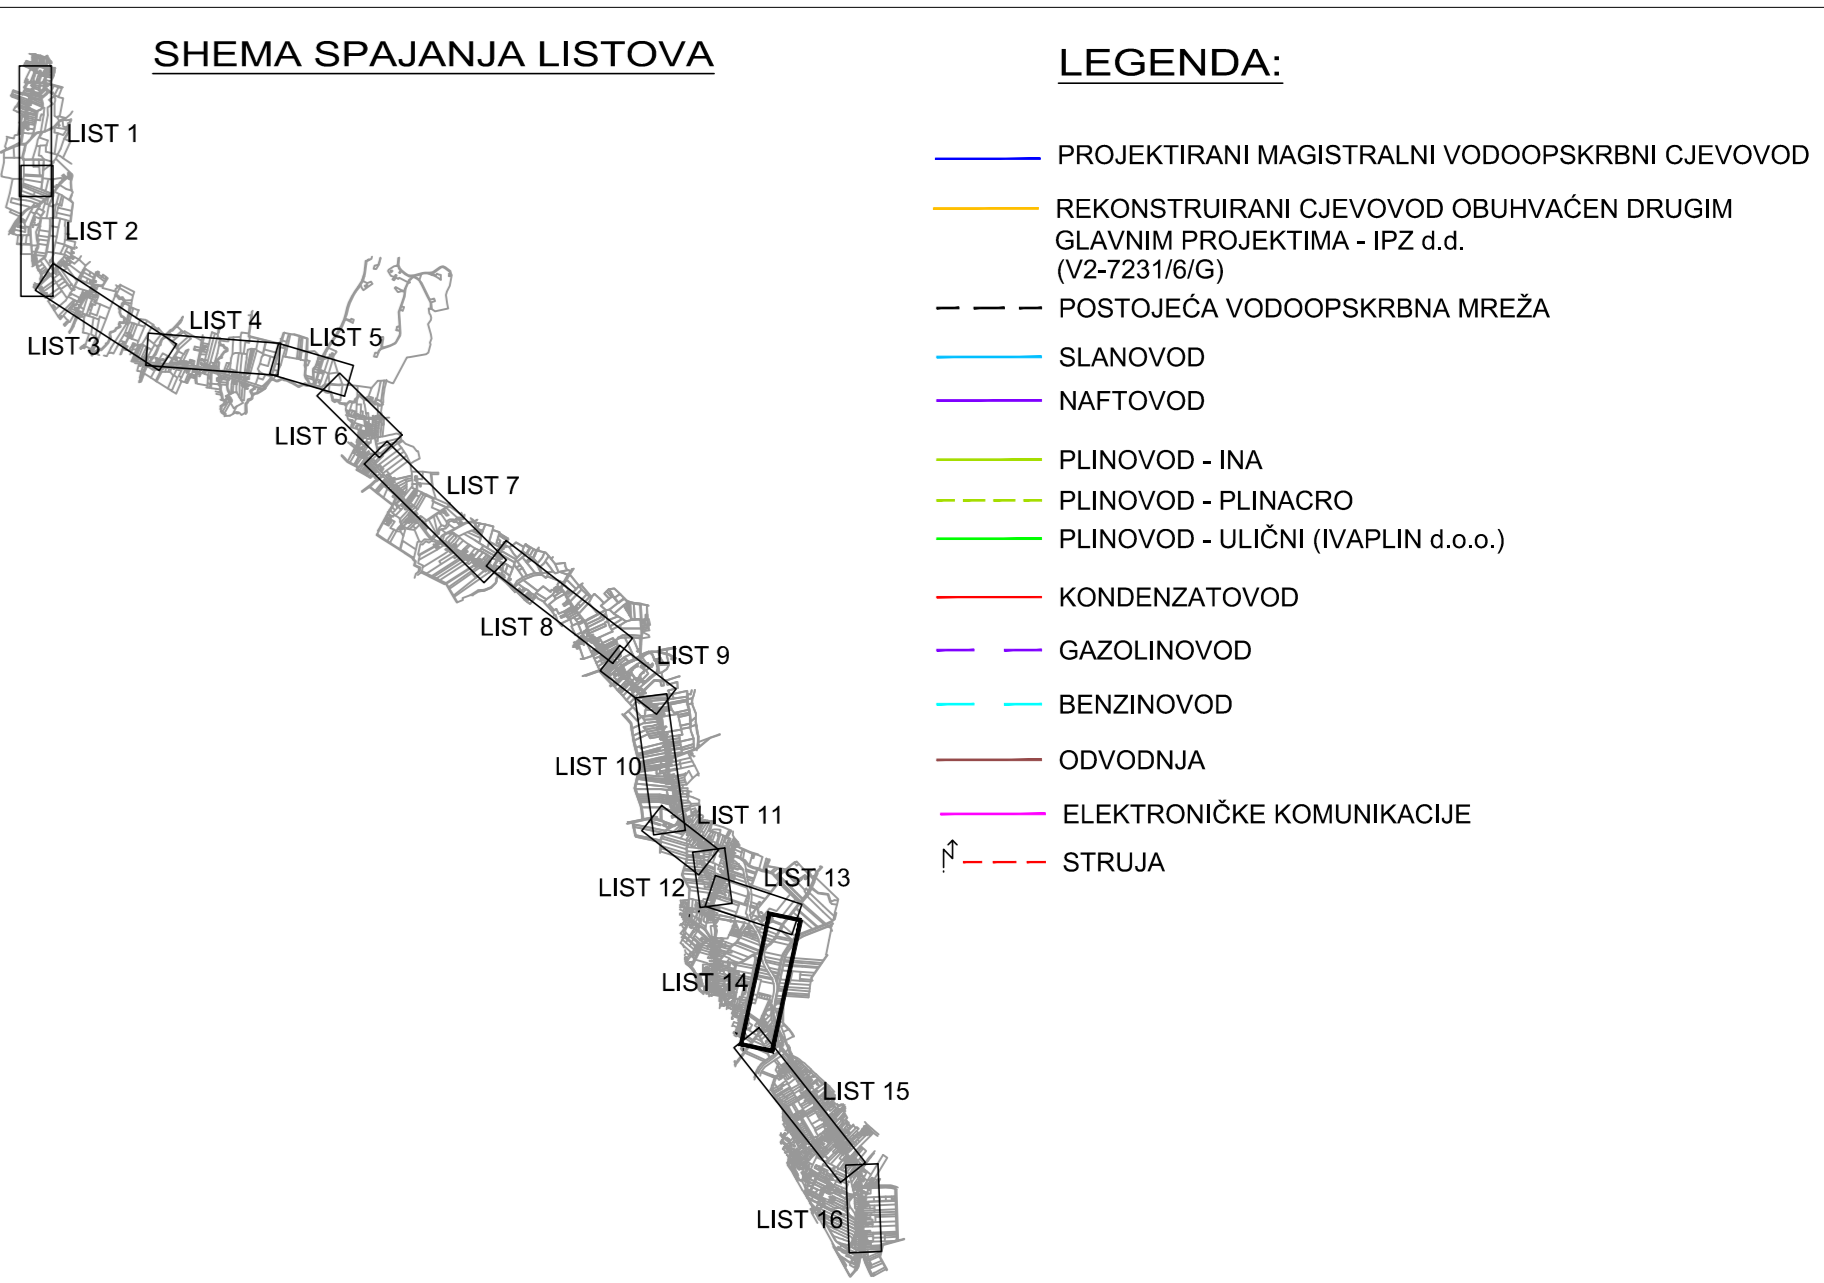 SHEMA SPAJANJA LISTOVA
LIST 1
LIST 2
LIST 3
LIST 4
LIST 5
LIST 6
LIST 7
LIST 8
LIST 9
LIST 10
LIST 11
LIST 12
LIST 13
LIST 14
LIST 15
LIST 16
LEGENDA:
PROJEKTIRANI MAGISTRALNI VODOOPSKRBNI CJEVOVOD
REKONSTRUIRANI CJEVOVOD OBUHVAĆEN DRUGIM
GLAVNIM PROJEKTIMA - IPZ d.d.
(V2-7231/6/G)
POSTOJEĆA VODOOPSKRBNA MREŽA
SLANOVOD
NAFTOVOD
PLINOVOD - INA
PLINOVOD - PLINACRO
PLINOVOD - ULIČNI (IVAPLIN d.o.o.)
KONDENZATOVOD
GAZOLINOVOD
BENZINOVOD
ODVODNJA
ELEKTRONIČKE KOMUNIKACIJE
STRUJA